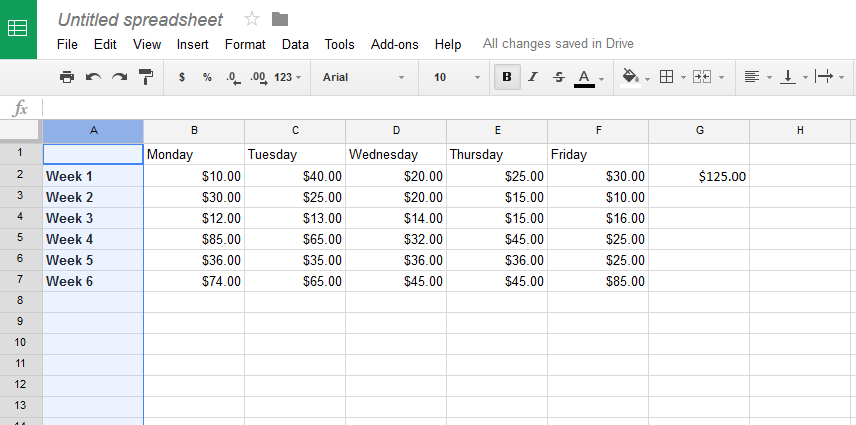 Untitled spreadsheet
File Edit View Insert Format Data Tools Add-ons Help All changes saved in Drive
$ % .0 .00 123 Arial 10 B I S A
fx
A B C D E F G H
1 Monday Tuesday Wednesday Thursday Friday
2 Week 1 $10.00 $40.00 $20.00 $25.00 $30.00 $125.00
3 Week 2 $30.00 $25.00 $20.00 $15.00 $10.00
4 Week 3 $12.00 $13.00 $14.00 $15.00 $16.00
5 Week 4 $85.00 $65.00 $32.00 $45.00 $25.00
6 Week 5 $36.00 $35.00 $36.00 $36.00 $25.00
7 Week 6 $74.00 $65.00 $45.00 $45.00 $85.00
8
9
10
11
12
13
14